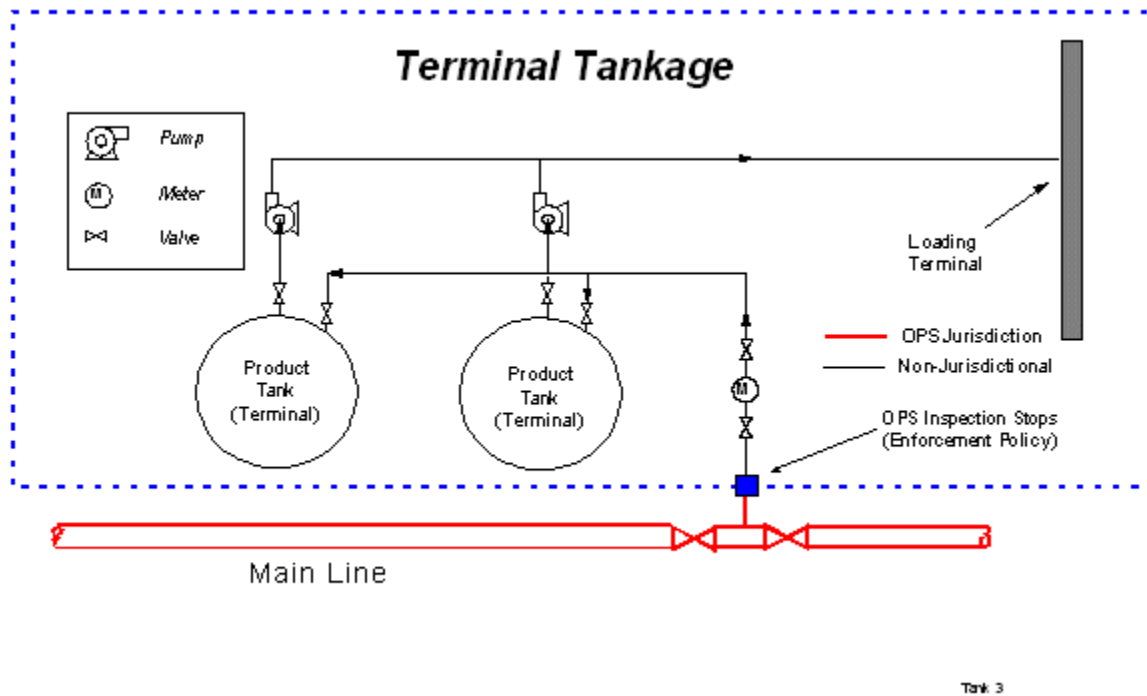 Terminal Tankage
Pump
M
Meter
Valve
Loading
Terminal
OPS Jurisdiction
Non-Jurisdictional
Product
Tank
(Terminal)
Product
Tank
(Terminal)
M
OPS Inspection Stops
(Enforcement Policy)
Main Line
Tank 3